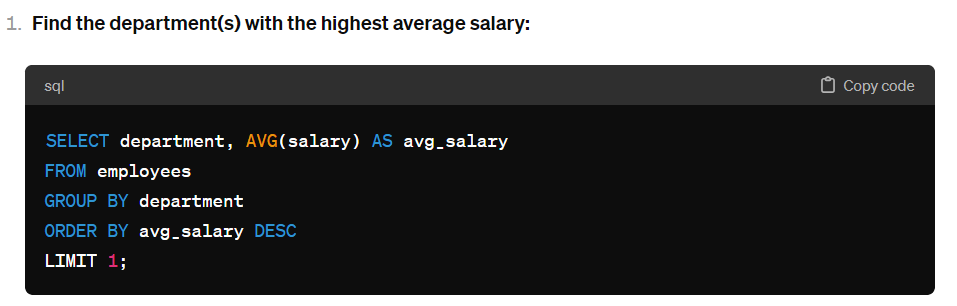 1. Find the department(s) with the highest average salary:
sql Copy code
SELECT department, AVG(salary) AS avg_salary
FROM employees
GROUP BY department
ORDER BY avg_salary DESC
LIMIT 1;